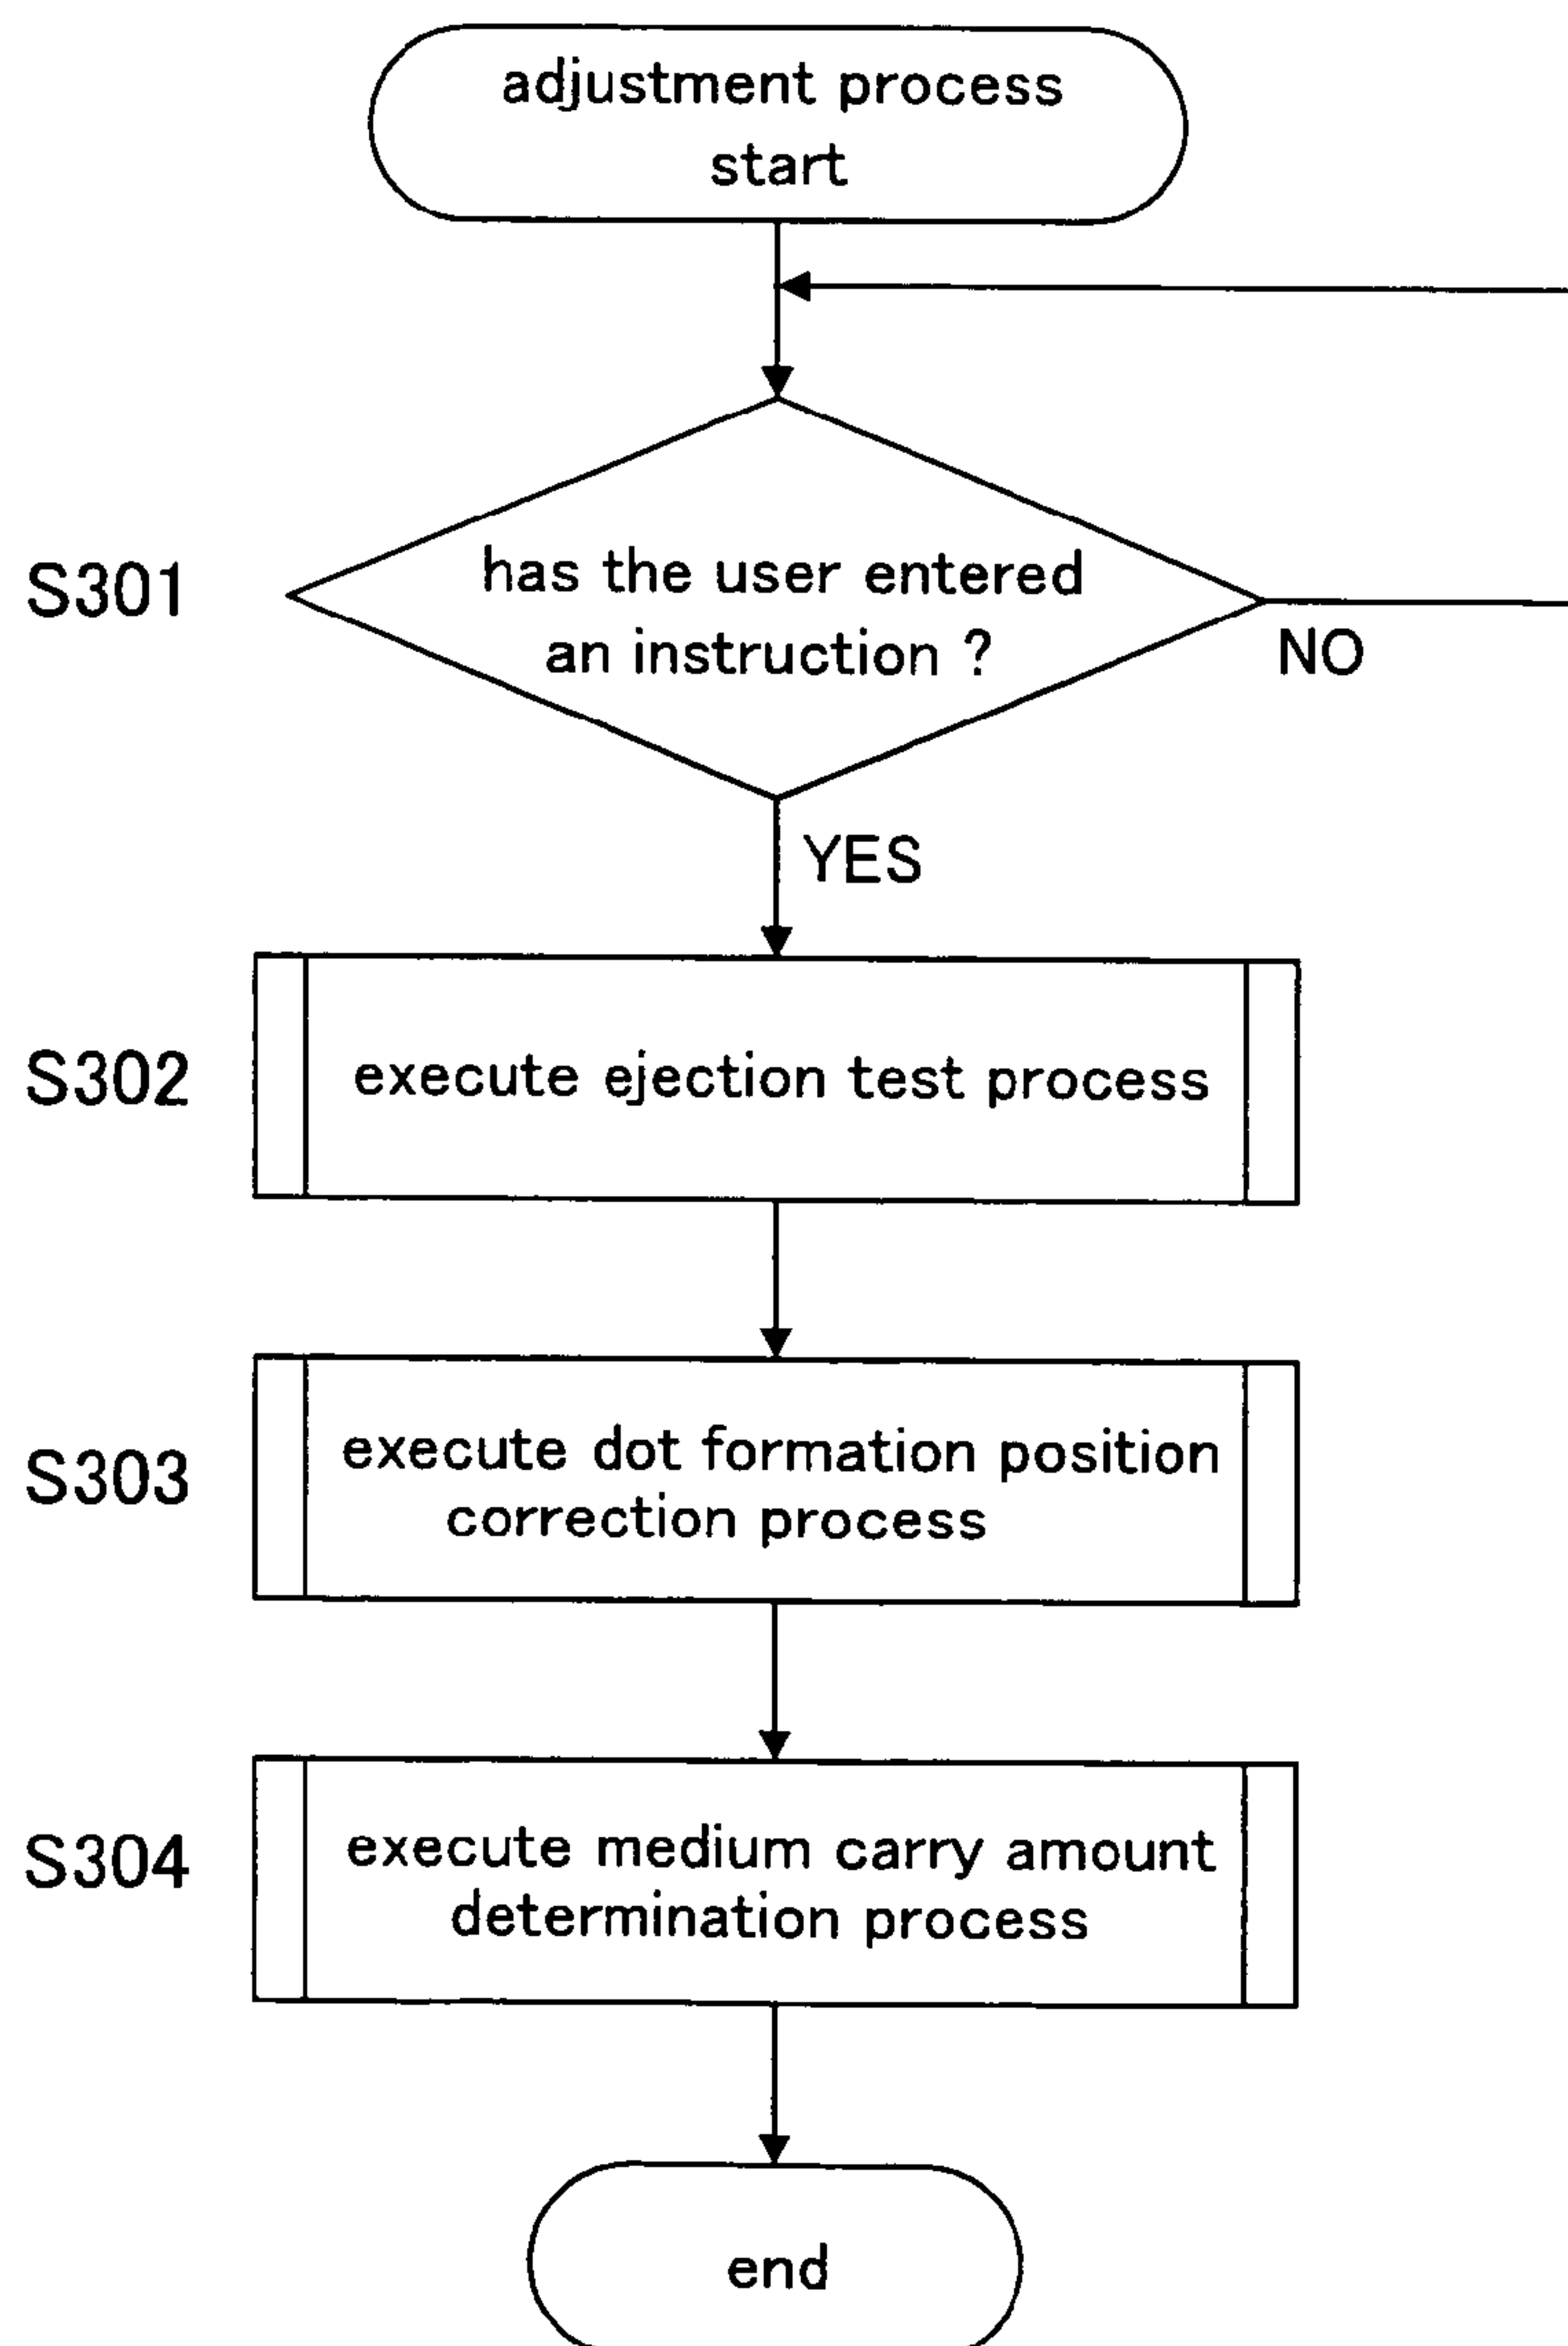 adjustment process
start
S301
has the user entered
an instruction ?
NO
YES
S302
execute ejection test process
S303
execute dot formation position
correction process
S304
execute medium carry amount
determination process
end